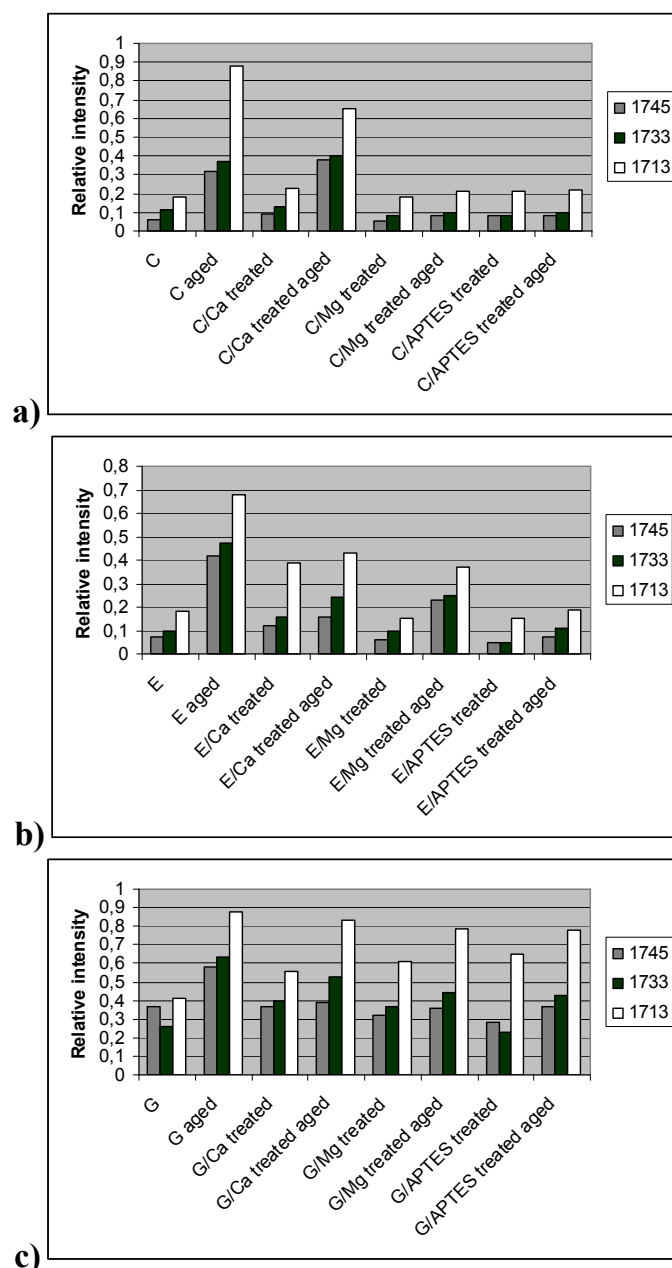 1
0,9
0,8
0,7
0,6
0,5
0,4
0,3
0,2
0,1
0
Relative intensity
C
C aged
C/Ca treated
C/Ca treated aged
C/Mg treated
C/Mg treated aged
C/APTES treated
C/APTES treated aged
1745
1733
1713
a)
0,8
0,7
0,6
0,5
0,4
0,3
0,2
0,1
0
Relative intensity
E
E aged
E/Ca treated
E/Ca treated aged
E/Mg treated
E/Mg treated aged
E/APTES treated
E/APTES treated aged
1745
1733
1713
b)
1
0,9
0,8
0,7
0,6
0,5
0,4
0,3
0,2
0,1
0
Relative intensity
G
G aged
G/Ca treated
G/Ca treated aged
G/Mg treated
G/Mg treated aged
G/APTES treated
G/APTES treated aged
1745
1733
1713
c)